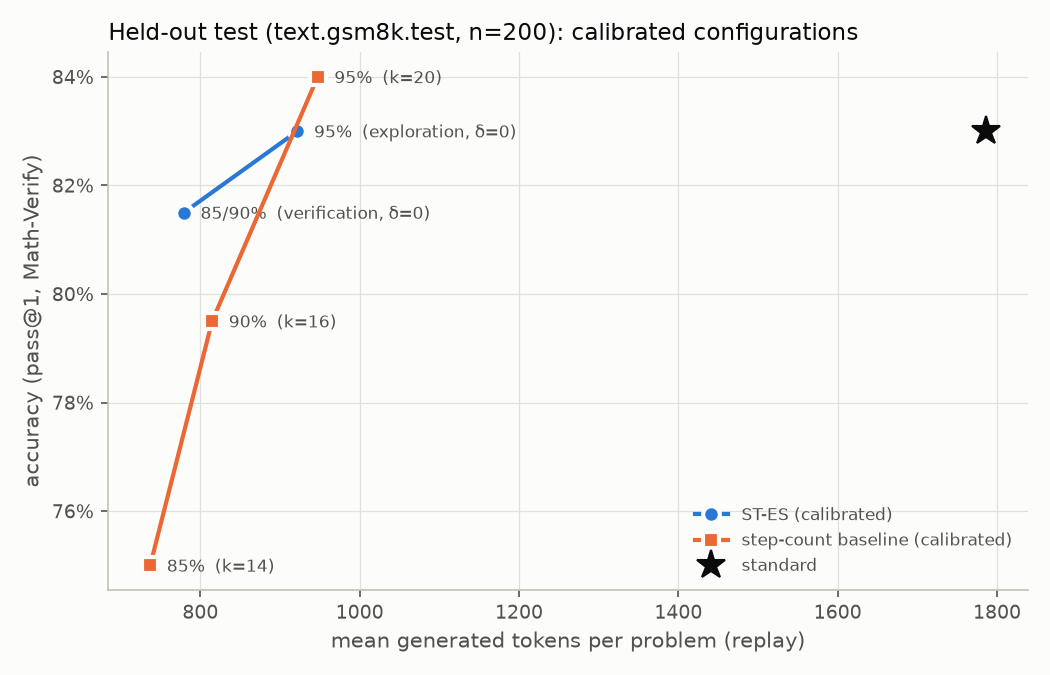 Held-out test (text.gsm8k.test, n=200): calibrated configurations
84%
95%  (k=20)
95%  (exploration, δ=0)
82%
85/90%  (verification, δ=0)
80%
90%  (k=16)
78%
76%
85%  (k=14)
accuracy (pass@1, Math-Verify)
ST-ES (calibrated)
step-count baseline (calibrated)
standard
800 1000 1200 1400 1600 1800
mean generated tokens per problem (replay)